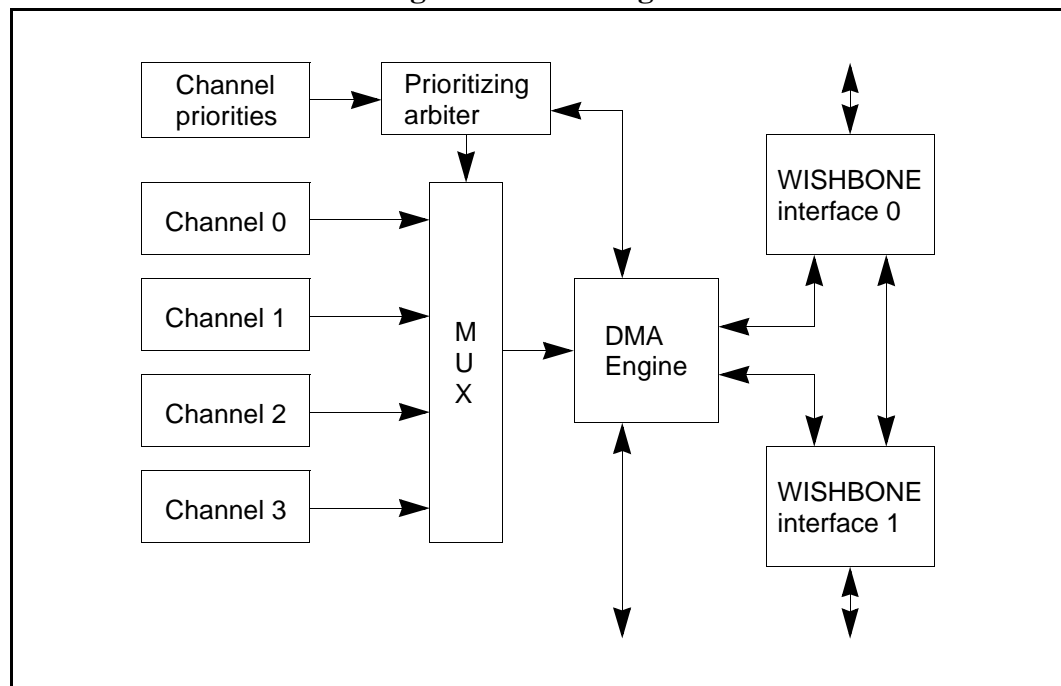 Channel
priorities
Prioritizing
arbiter
WISHBONE
interface 0
Channel 0
Channel 1
M
U
X
DMA
Engine
Channel 2
Channel 3
WISHBONE
interface 1